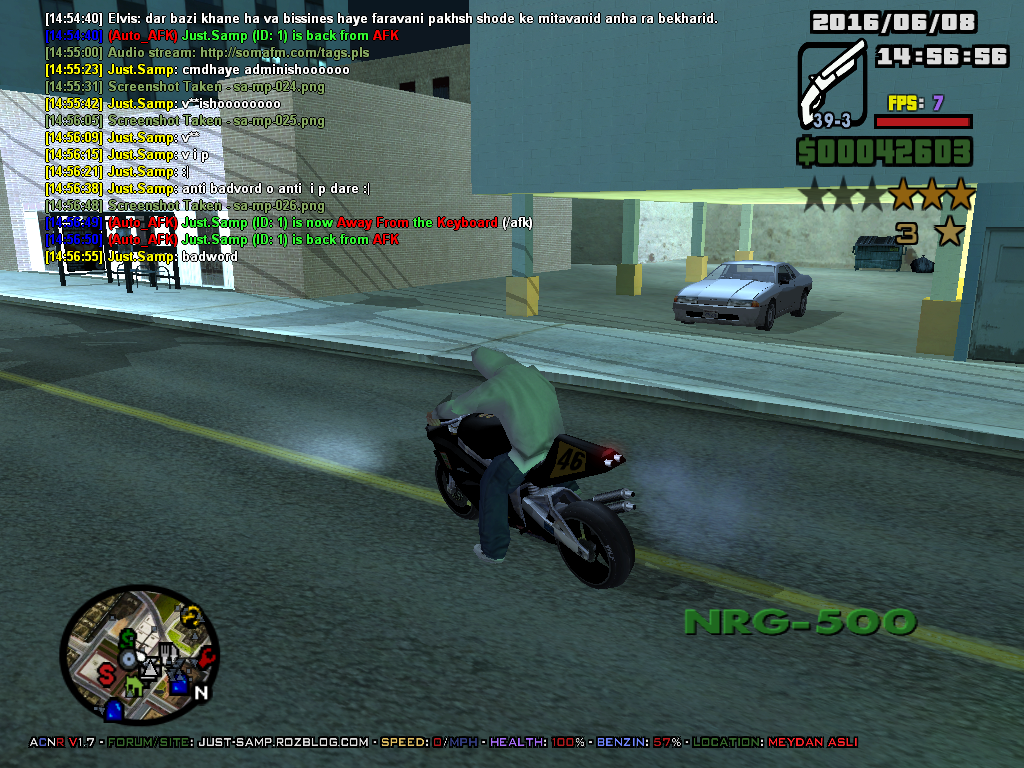 [14:54:40] Elvis: dar bazi khane ha va bissines haye faravani pakhsh shode ke mitavanid anha ra bekharid.
[14:54:40] (Auto_AFK) Just.Samp (ID: 1) is back from AFK
[14:55:00] Audio stream: http://somafm.com/tags.pls
[14:55:23] Just.Samp: cmdhaye adminishoooooo
[14:55:31] Screenshot Taken - sa-mp-024.png
[14:55:42] Just.Samp: v**ishoooooooo
[14:56:05] Screenshot Taken - sa-mp-025.png
[14:56:09] Just.Samp: v**
[14:56:15] Just.Samp: v i p
[14:56:21] Just.Samp: :|
[14:56:38] Just.Samp: anti badvord o anti i p dare :|
[14:56:48] Screenshot Taken - sa-mp-026.png
[14:56:49] (Auto_AFK) Just.Samp (ID: 1) is now Away From the Keyboard (/afk)
[14:56:50] (Auto_AFK) Just.Samp (ID: 1) is back from AFK
[14:56:55] Just.Samp: badword
2016/06/08
14:56:56
FPS: 7
39-3
$00042603
3
46
NRG-500
S
N
ACNR V1.7 - FORUM/SITE: JUST-SAMP.ROZBLOG.COM - SPEED: 0/MPH - HEALTH: 100% - BENZIN: 57% - LOCATION: MEYDAN ASLI